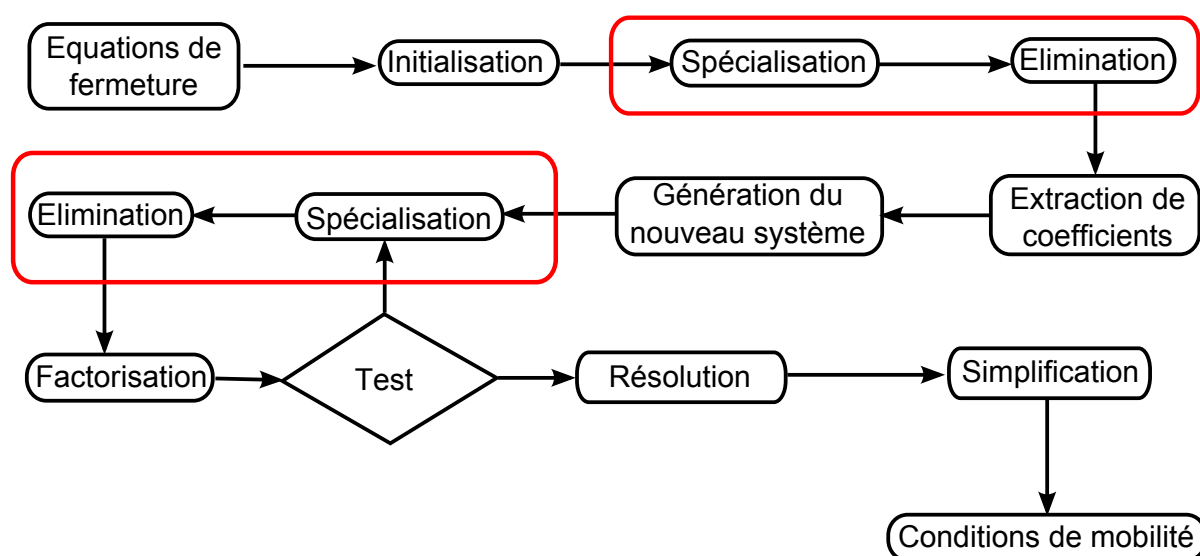 Equations de
fermeture
Initialisation
Spécialisation
Elimination
Extraction de
coefficients
Génération du
nouveau système
Spécialisation
Elimination
Factorisation
Test
Résolution
Simplification
Conditions de mobilité